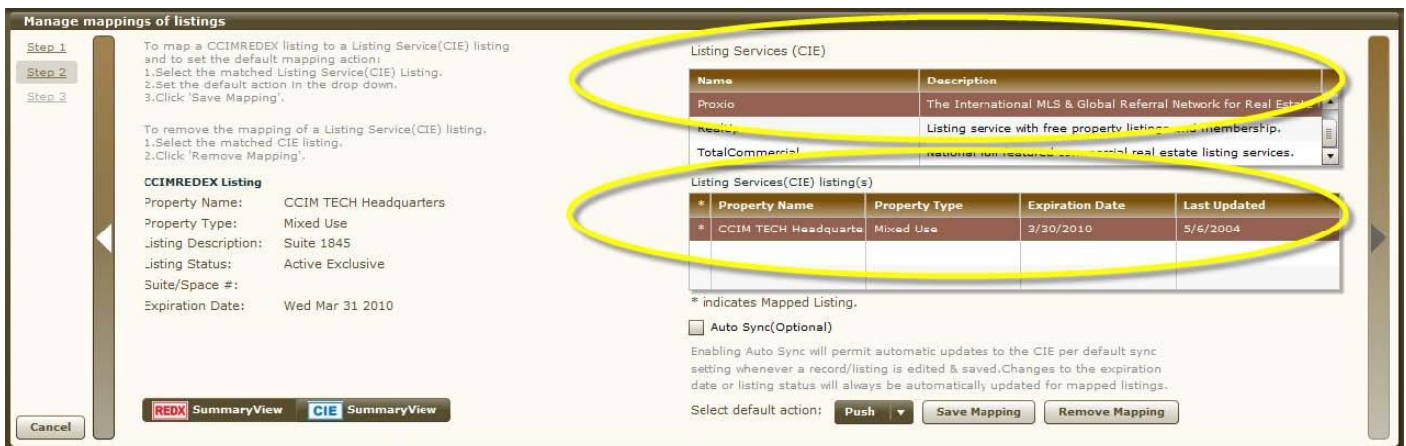 Manage mappings of listings
Step 1
Step 2
Step 3
Cancel
To map a CCIMREDEX listing to a Listing Service(CIE) listing
and to set the default mapping action:
1.Select the matched Listing Service(CIE) Listing.
2.Set the default action in the drop down.
3.Click 'Save Mapping'.
To remove the mapping of a Listing Service(CIE) listing.
1.Select the matched CIE listing.
2.Click 'Remove Mapping'.
CCIMREDEX Listing
Property Name: CCIM TECH Headquarters
Property Type: Mixed Use
Listing Description: Suite 1845
Listing Status: Active Exclusive
Suite/Space #:
Expiration Date: Wed Mar 31 2010
REDX SummaryView CIE SummaryView
Listing Services (CIE)
Name Description
Proxio The International MLS & Global Referral Network for Real Estate
Listing service with free property listings and membership.
TotalCommercial National full featured commercial real estate listing services.
Listing Services(CIE) listing(s)
* Property Name Property Type Expiration Date Last Updated
* CCIM TECH Headquarte Mixed Use 3/30/2010 5/6/2004
* indicates Mapped Listing.
Auto Sync(Optional)
Enabling Auto Sync will permit automatic updates to the CIE per default sync
setting whenever a record/listing is edited & saved.Changes to the expiration
date or listing status will always be automatically updated for mapped listings.
Select default action: Push Save Mapping Remove Mapping